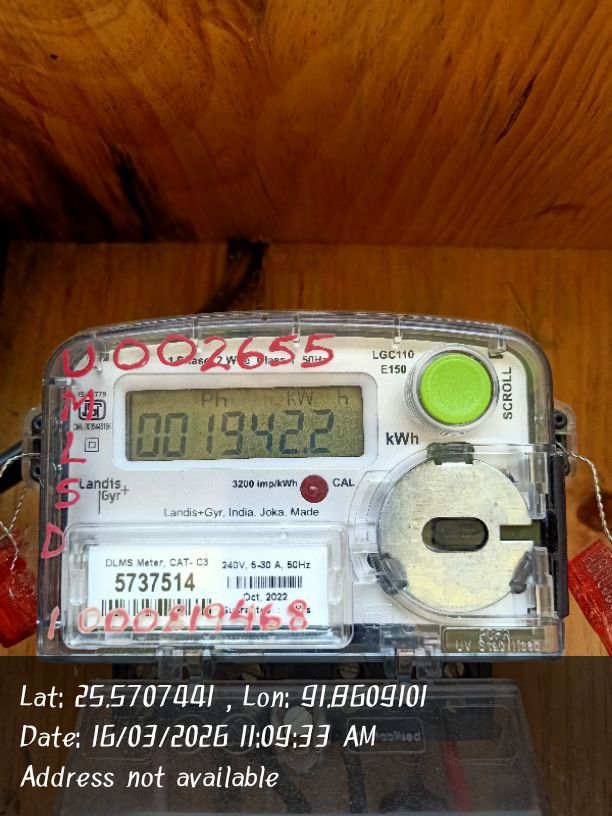 U002655
M
L
S
D
1000819468
1 Phase 2 Wire, Class 1, 50Hz
LGC110
E150
SCROLL
Ph kW h
001942.2
kWh
3200 imp/kWh CAL
Landis
Gyr+
Landis+Gyr, India. Joka. Made
DLMS Meter, CAT- C3
5737514
240V, 5-30 A, 50Hz
Oct, 2022
UV Stabilised
Lat: 25.5707441 , Lon: 91.8609101
Date: 16/03/2026 11:09:33 AM
Address not available